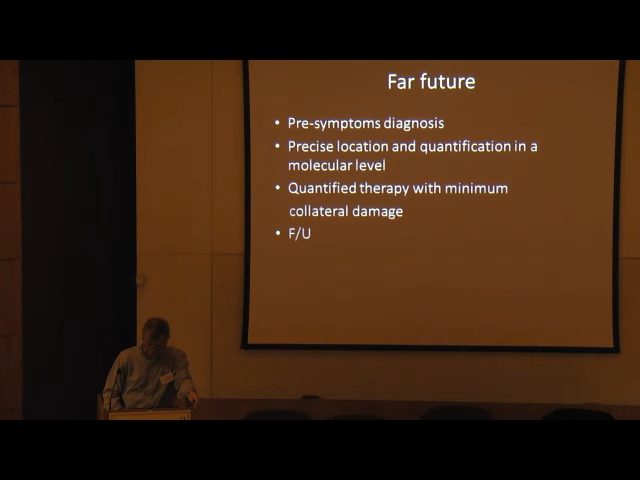 Far future
• Pre-symptoms diagnosis
• Precise location and quantification in a
molecular level
• Quantified therapy with minimum
collateral damage
• F/U